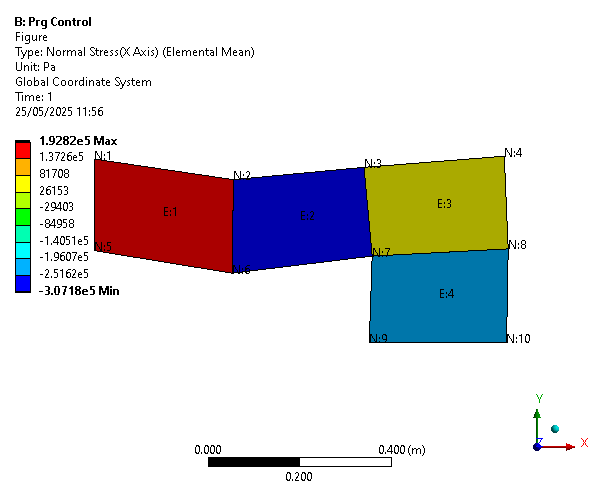 B: Prg Control
Figure
Type: Normal Stress(X Axis) (Elemental Mean)
Unit: Pa
Global Coordinate System
Time: 1
25/05/2025 11:56
1.9282e5 Max
1.3726e5
81708
26153
-29403
-84958
-1.4051e5
-1.9607e5
-2.5162e5
-3.0718e5 Min
N:1
N:2
N:3
N:4
E:1
E:2
E:3
N:5
N:6
N:7
N:8
E:4
N:9
N:10
0.000
0.400 (m)
0.200
Y
X
Z